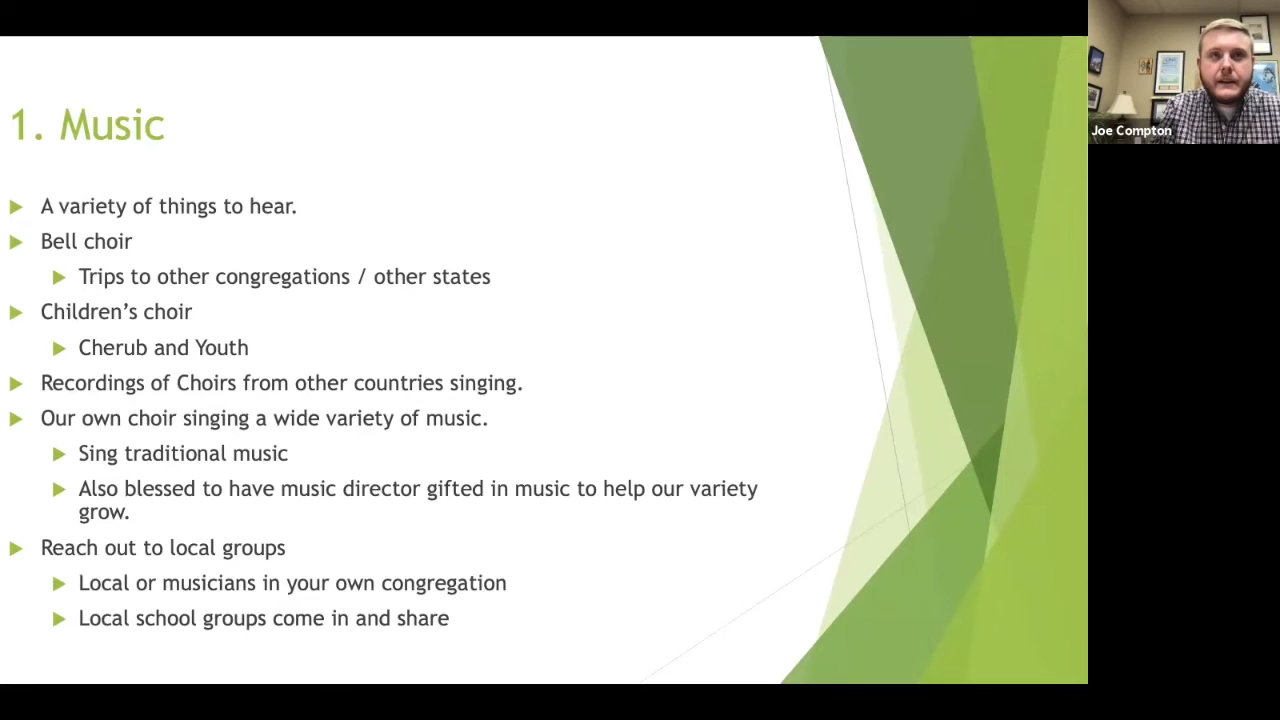 1. Music
A variety of things to hear.
Bell choir
Trips to other congregations / other states
Children’s choir
Cherub and Youth
Recordings of Choirs from other countries singing.
Our own choir singing a wide variety of music.
Sing traditional music
Also blessed to have music director gifted in music to help our variety
grow.
Reach out to local groups
Local or musicians in your own congregation
Local school groups come in and share
Joe Compton